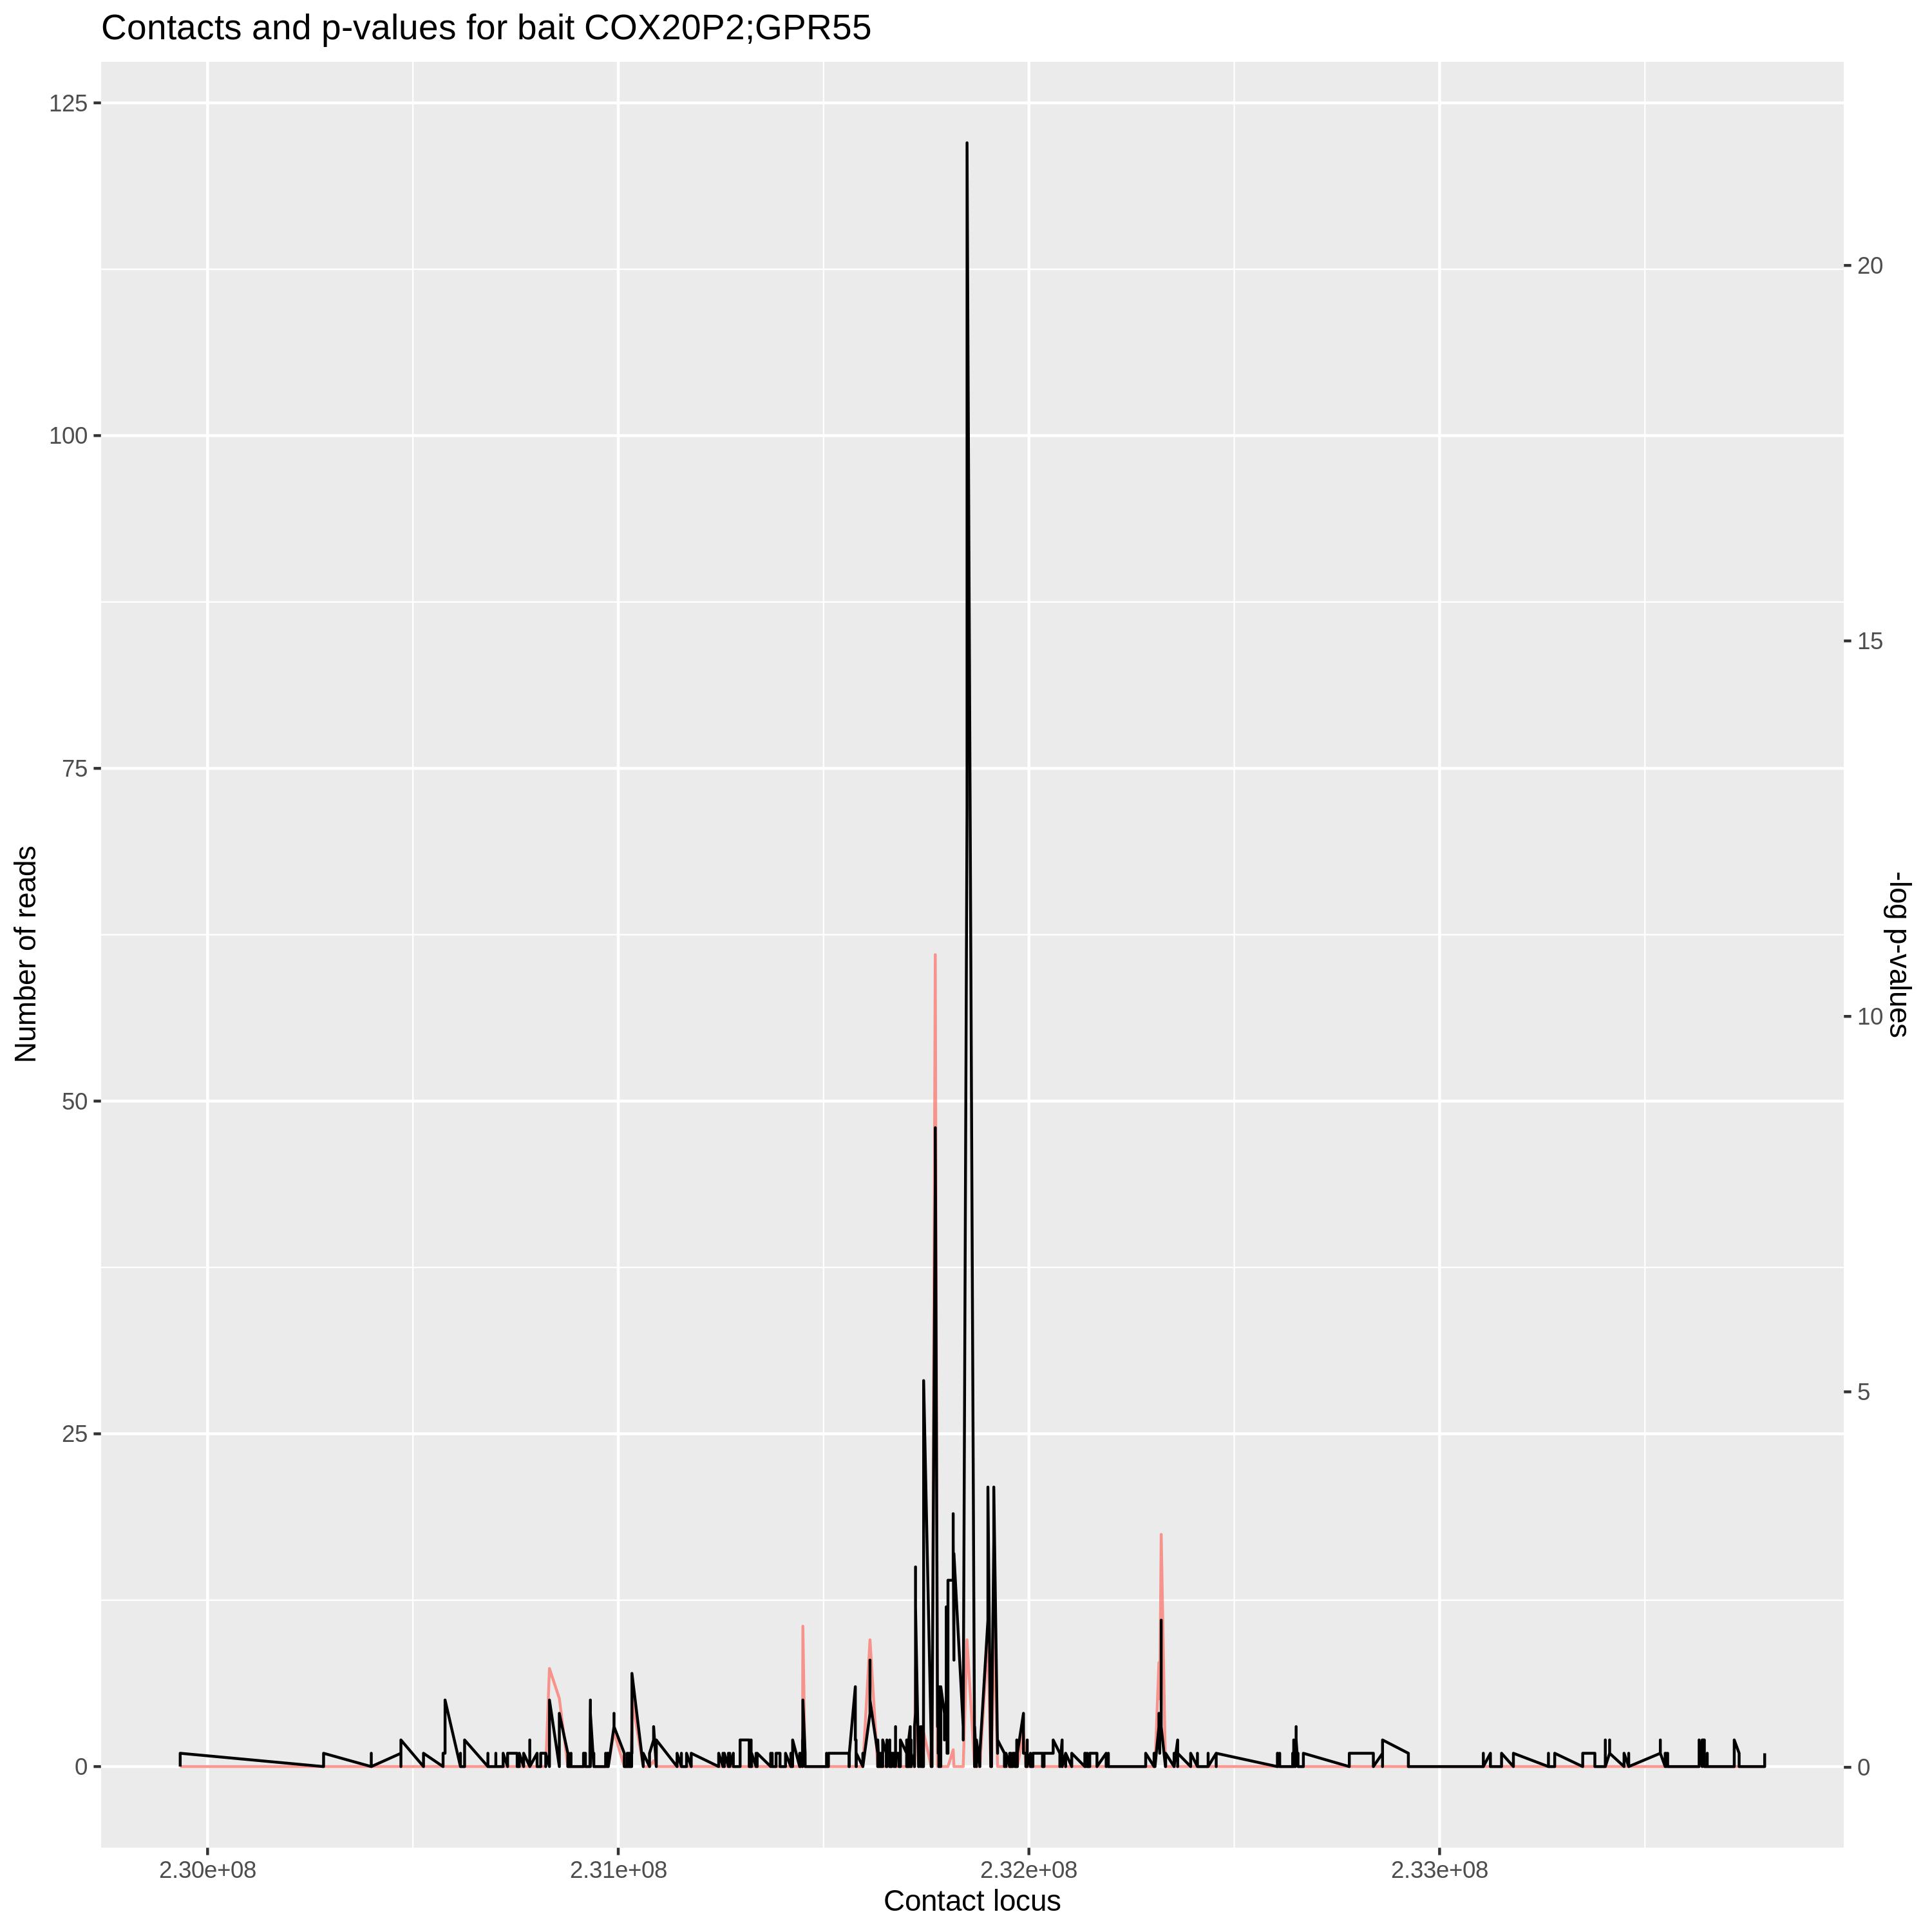 Contacts and p-values for bait COX20P2;GPR55
125
100
75
50
25
0
Number of reads
20
15
10
5
0
-log p-values
2.30e+08
2.31e+08
2.32e+08
2.33e+08
Contact locus